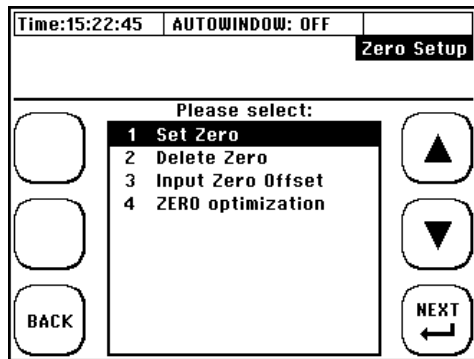 Time:15:22:45 AUTOWINDOW: OFF
Zero Setup
Please select:
1 Set Zero
2 Delete Zero
3 Input Zero Offset
4 ZERO optimization
BACK
NEXT